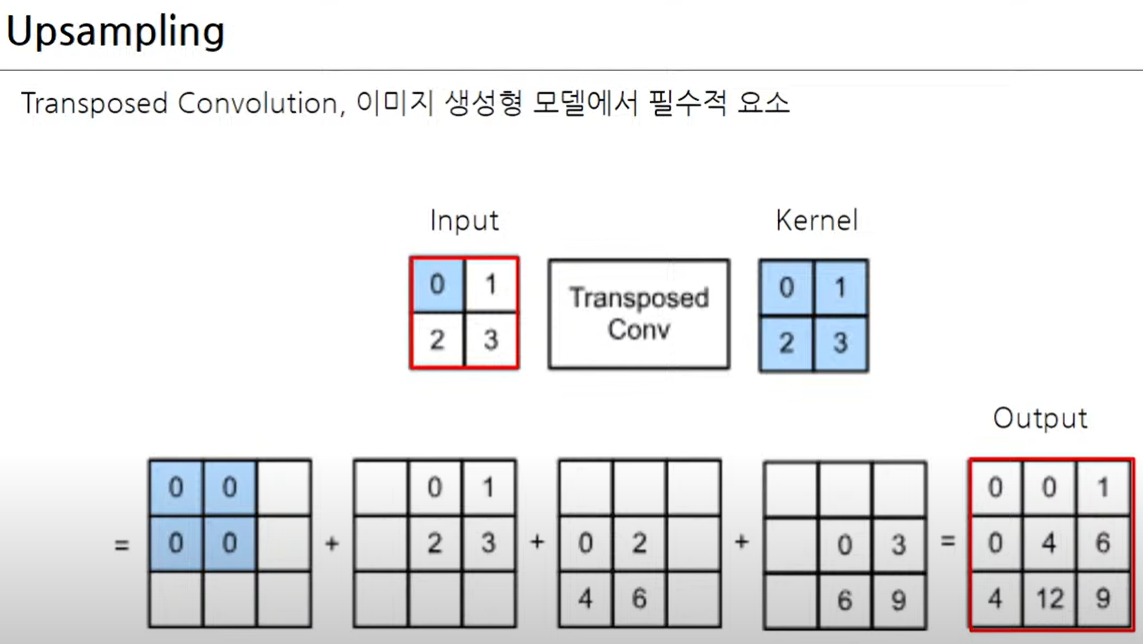 Upsampling
Transposed Convolution, 이미지 생성형 모델에서 필수적 요소
Input
Kernel
0 1
2 3
Transposed
Conv
0 1
2 3
Output
0 0
0 0
+
0 1
2 3
+
0 2
4 6
+
0 3
6 9
=
0 0 1
0 4 6
4 12 9
=